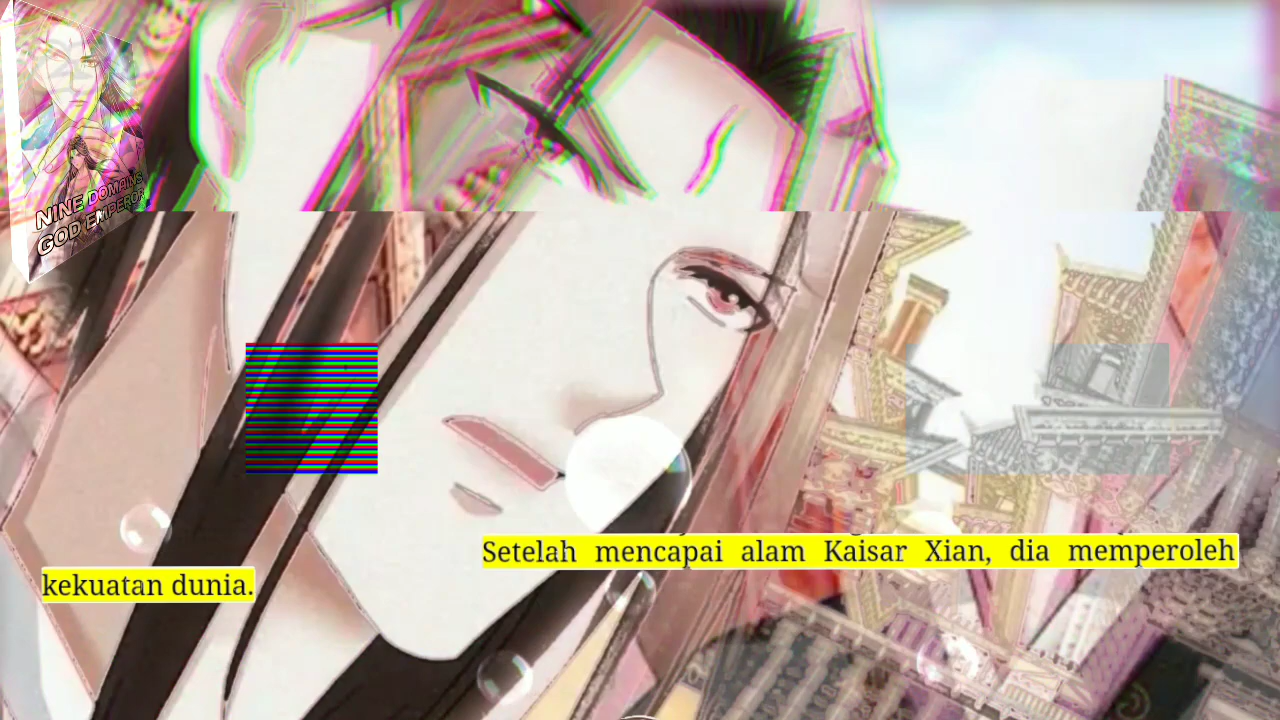 NINE DOMAINS
GOD EMPEROR
Setelah mencapai alam Kaisar Xian, dia memperoleh
kekuatan dunia.